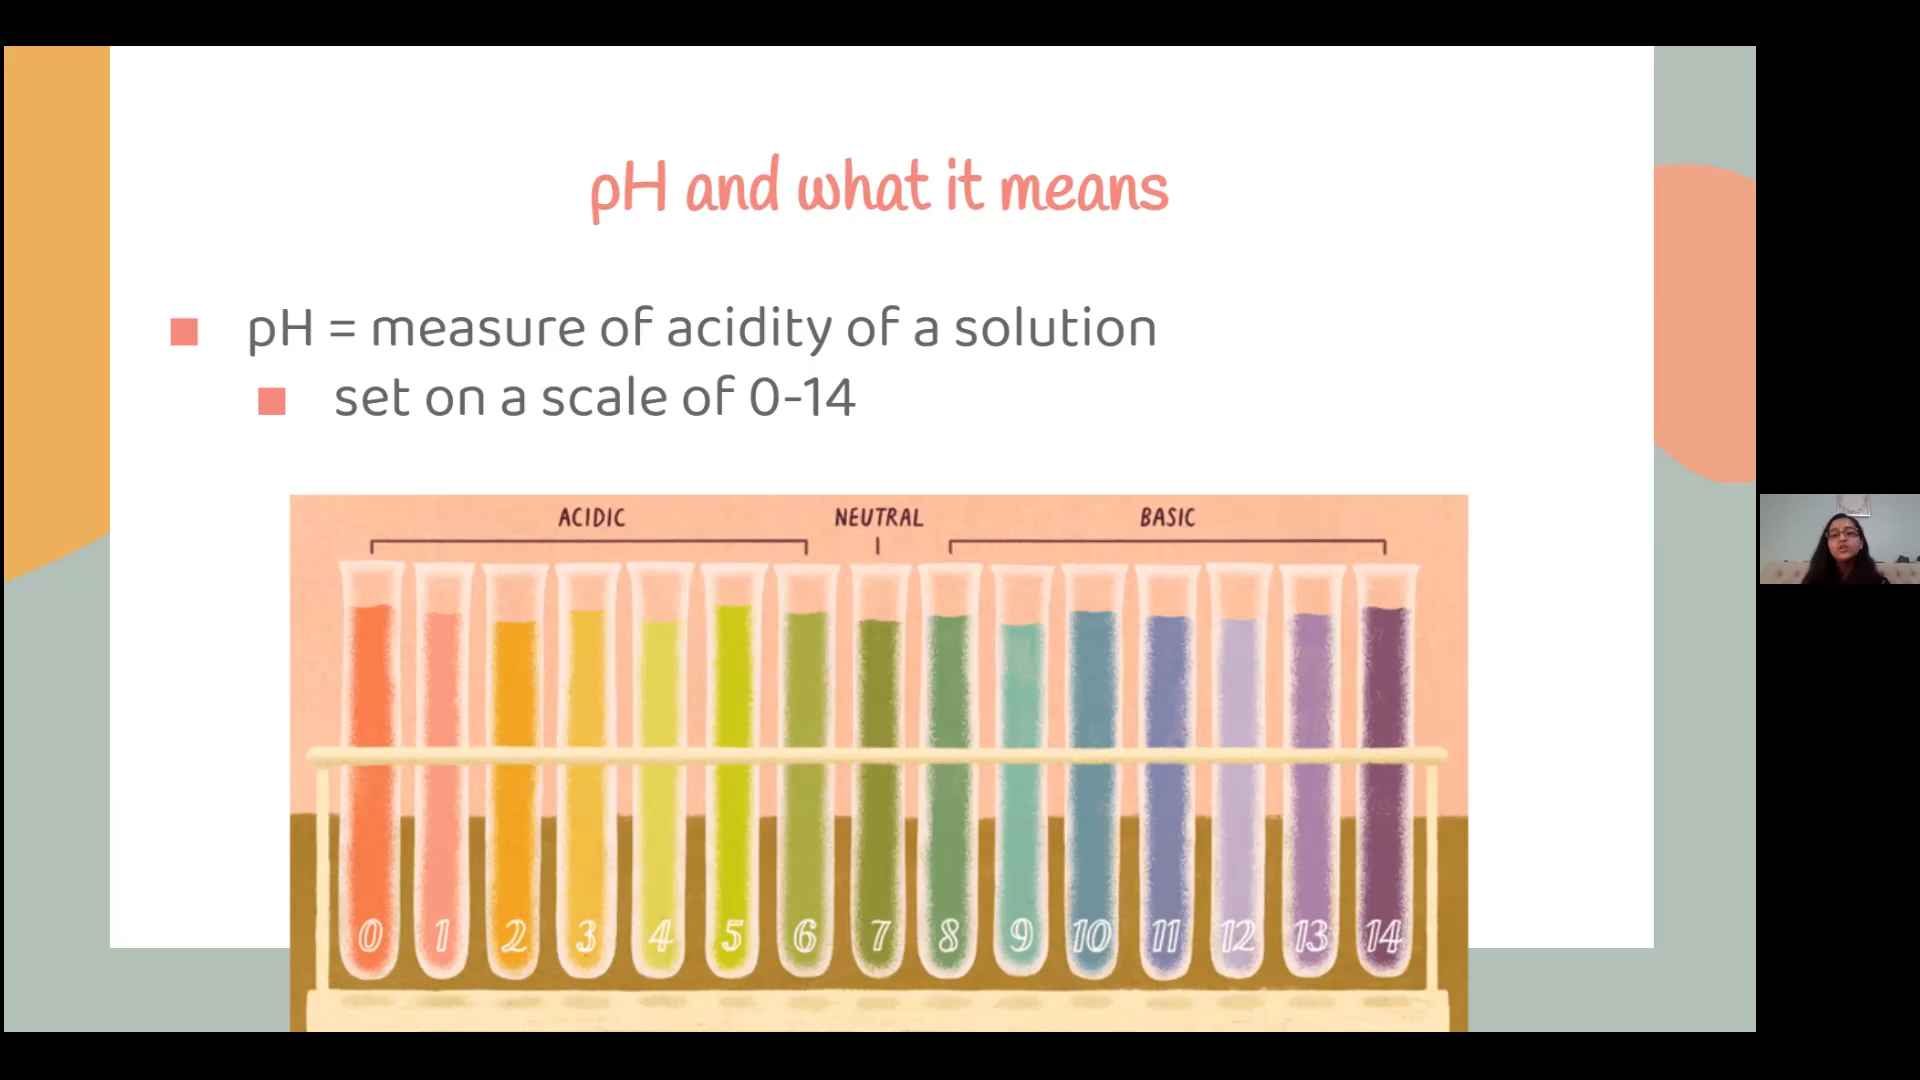 pH and what it means
pH = measure of acidity of a solution
set on a scale of 0-14
ACIDIC NEUTRAL BASIC
0 1 2 3 4 5 6 7 8 9 10 11 12 13 14